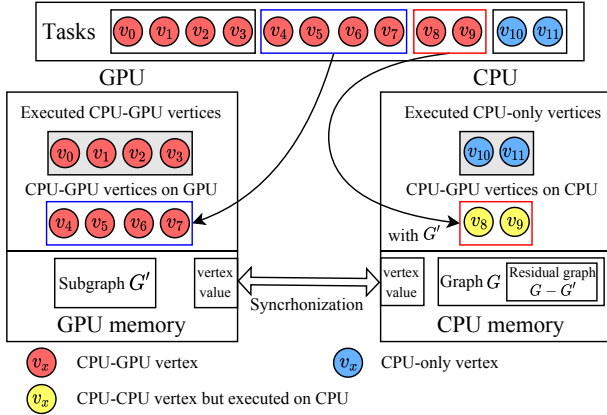 Tasks v0 v1 v2 v3 v4 v5 v6 v7 v8 v9 v10 v11
GPU
Executed CPU-GPU vertices
v0 v1 v2 v3
CPU-GPU vertices on GPU
v4 v5 v6 v7
Subgraph G′
vertex
value
GPU memory
Syncrhonization
CPU
Executed CPU-only vertices
v10 v11
CPU-GPU vertices on CPU
with G′ v8 v9
vertex
value
Graph G
Residual graph
G − G′
CPU memory
vx CPU-GPU vertex
vx CPU-only vertex
vx CPU-CPU vertex but executed on CPU